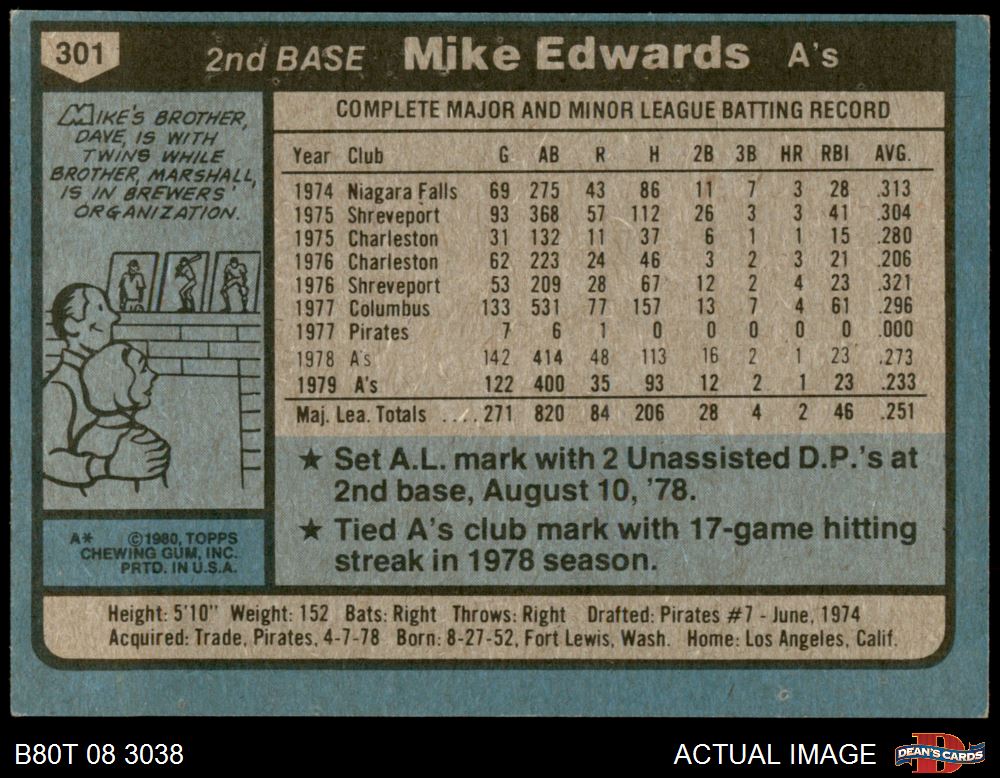 301
2nd BASE Mike Edwards A's
MIKE'S BROTHER,
DAVE, IS WITH
TWINS WHILE
BROTHER, MARSHALL,
IS IN BREWERS'
ORGANIZATION.
COMPLETE MAJOR AND MINOR LEAGUE BATTING RECORD
Year Club G AB R H 2B 3B HR RBI AVG.
1974 Niagara Falls 69 275 43 86 11 7 3 28 .313
1975 Shreveport 93 368 57 112 26 3 3 41 .304
1975 Charleston 31 132 11 37 6 1 1 15 .280
1976 Charleston 62 223 24 46 3 2 3 21 .206
1976 Shreveport 53 209 28 67 12 2 4 23 .321
1977 Columbus 133 531 77 157 13 7 4 61 .296
1977 Pirates 7 6 1 0 0 0 0 0 .000
1978 A's 142 414 48 113 16 2 1 23 .273
1979 A's 122 400 35 93 12 2 1 23 .233
Maj. Lea. Totals .... 271 820 84 206 28 4 2 46 .251
★ Set A.L. mark with 2 Unassisted D.P.'s at
2nd base, August 10, '78.
★ Tied A's club mark with 17-game hitting
streak in 1978 season.
A* ©1980, TOPPS
CHEWING GUM, INC.
PRTD. IN U.S.A.
Height: 5'10" Weight: 152 Bats: Right Throws: Right Drafted: Pirates #7 - June, 1974
Acquired: Trade, Pirates, 4-7-78 Born: 8-27-52, Fort Lewis, Wash. Home: Los Angeles, Calif.
B80T 08 3038 ACTUAL IMAGE DEAN'S CARDS